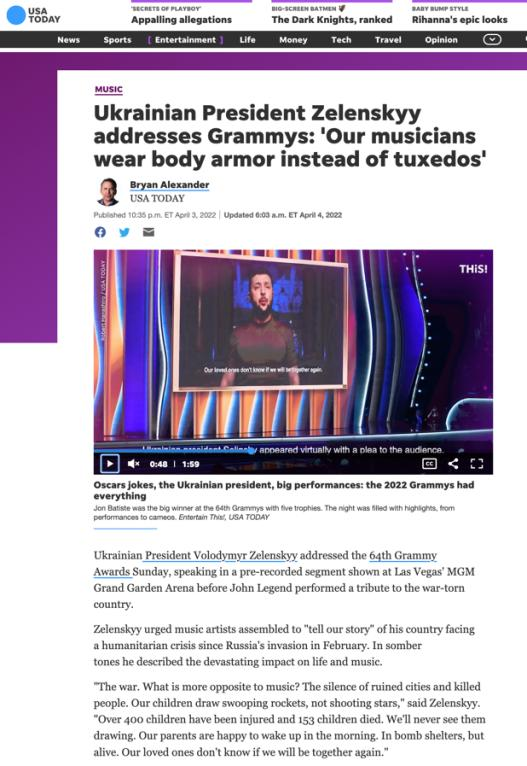 USA
TODAY
'SECRETS OF PLAYBOY'
Appalling allegations
BIG-SCREEN BATMEN
The Dark Knights, ranked
BABY BUMP STYLE
Rihanna's epic looks
News Sports [ Entertainment ] Life Money Tech Travel Opinion
MUSIC
Ukrainian President Zelenskyy
addresses Grammys: 'Our musicians
wear body armor instead of tuxedos'
Bryan Alexander
USA TODAY
Published 10:35 p.m. ET April 3, 2022 | Updated 6:03 a.m. ET April 4, 2022
THiS!
USA TODAY
Our loved ones don't know if we will be together again.
Ukrainian president
appeared virtually with a plea to the audience.
0:48 | 1:59
CC
Oscars jokes, the Ukrainian president, big performances: the 2022 Grammys had
everything
Jon Batiste was the big winner at the 64th Grammys with five trophies. The night was filled with highlights, from
performances to cameos. Entertain This!, USA TODAY
Ukrainian President Volodymyr Zelenskyy addressed the 64th Grammy
Awards Sunday, speaking in a pre-recorded segment shown at Las Vegas' MGM
Grand Garden Arena before John Legend performed a tribute to the war-torn
country.
Zelenskyy urged music artists assembled to "tell our story" of his country facing
a humanitarian crisis since Russia's invasion in February. In somber
tones he described the devastating impact on life and music.
"The war. What is more opposite to music? The silence of ruined cities and killed
people. Our children draw swooping rockets, not shooting stars," said Zelenskyy.
"Over 400 children have been injured and 153 children died. We'll never see them
drawing. Our parents are happy to wake up in the morning. In bomb shelters, but
alive. Our loved ones don't know if we will be together again."